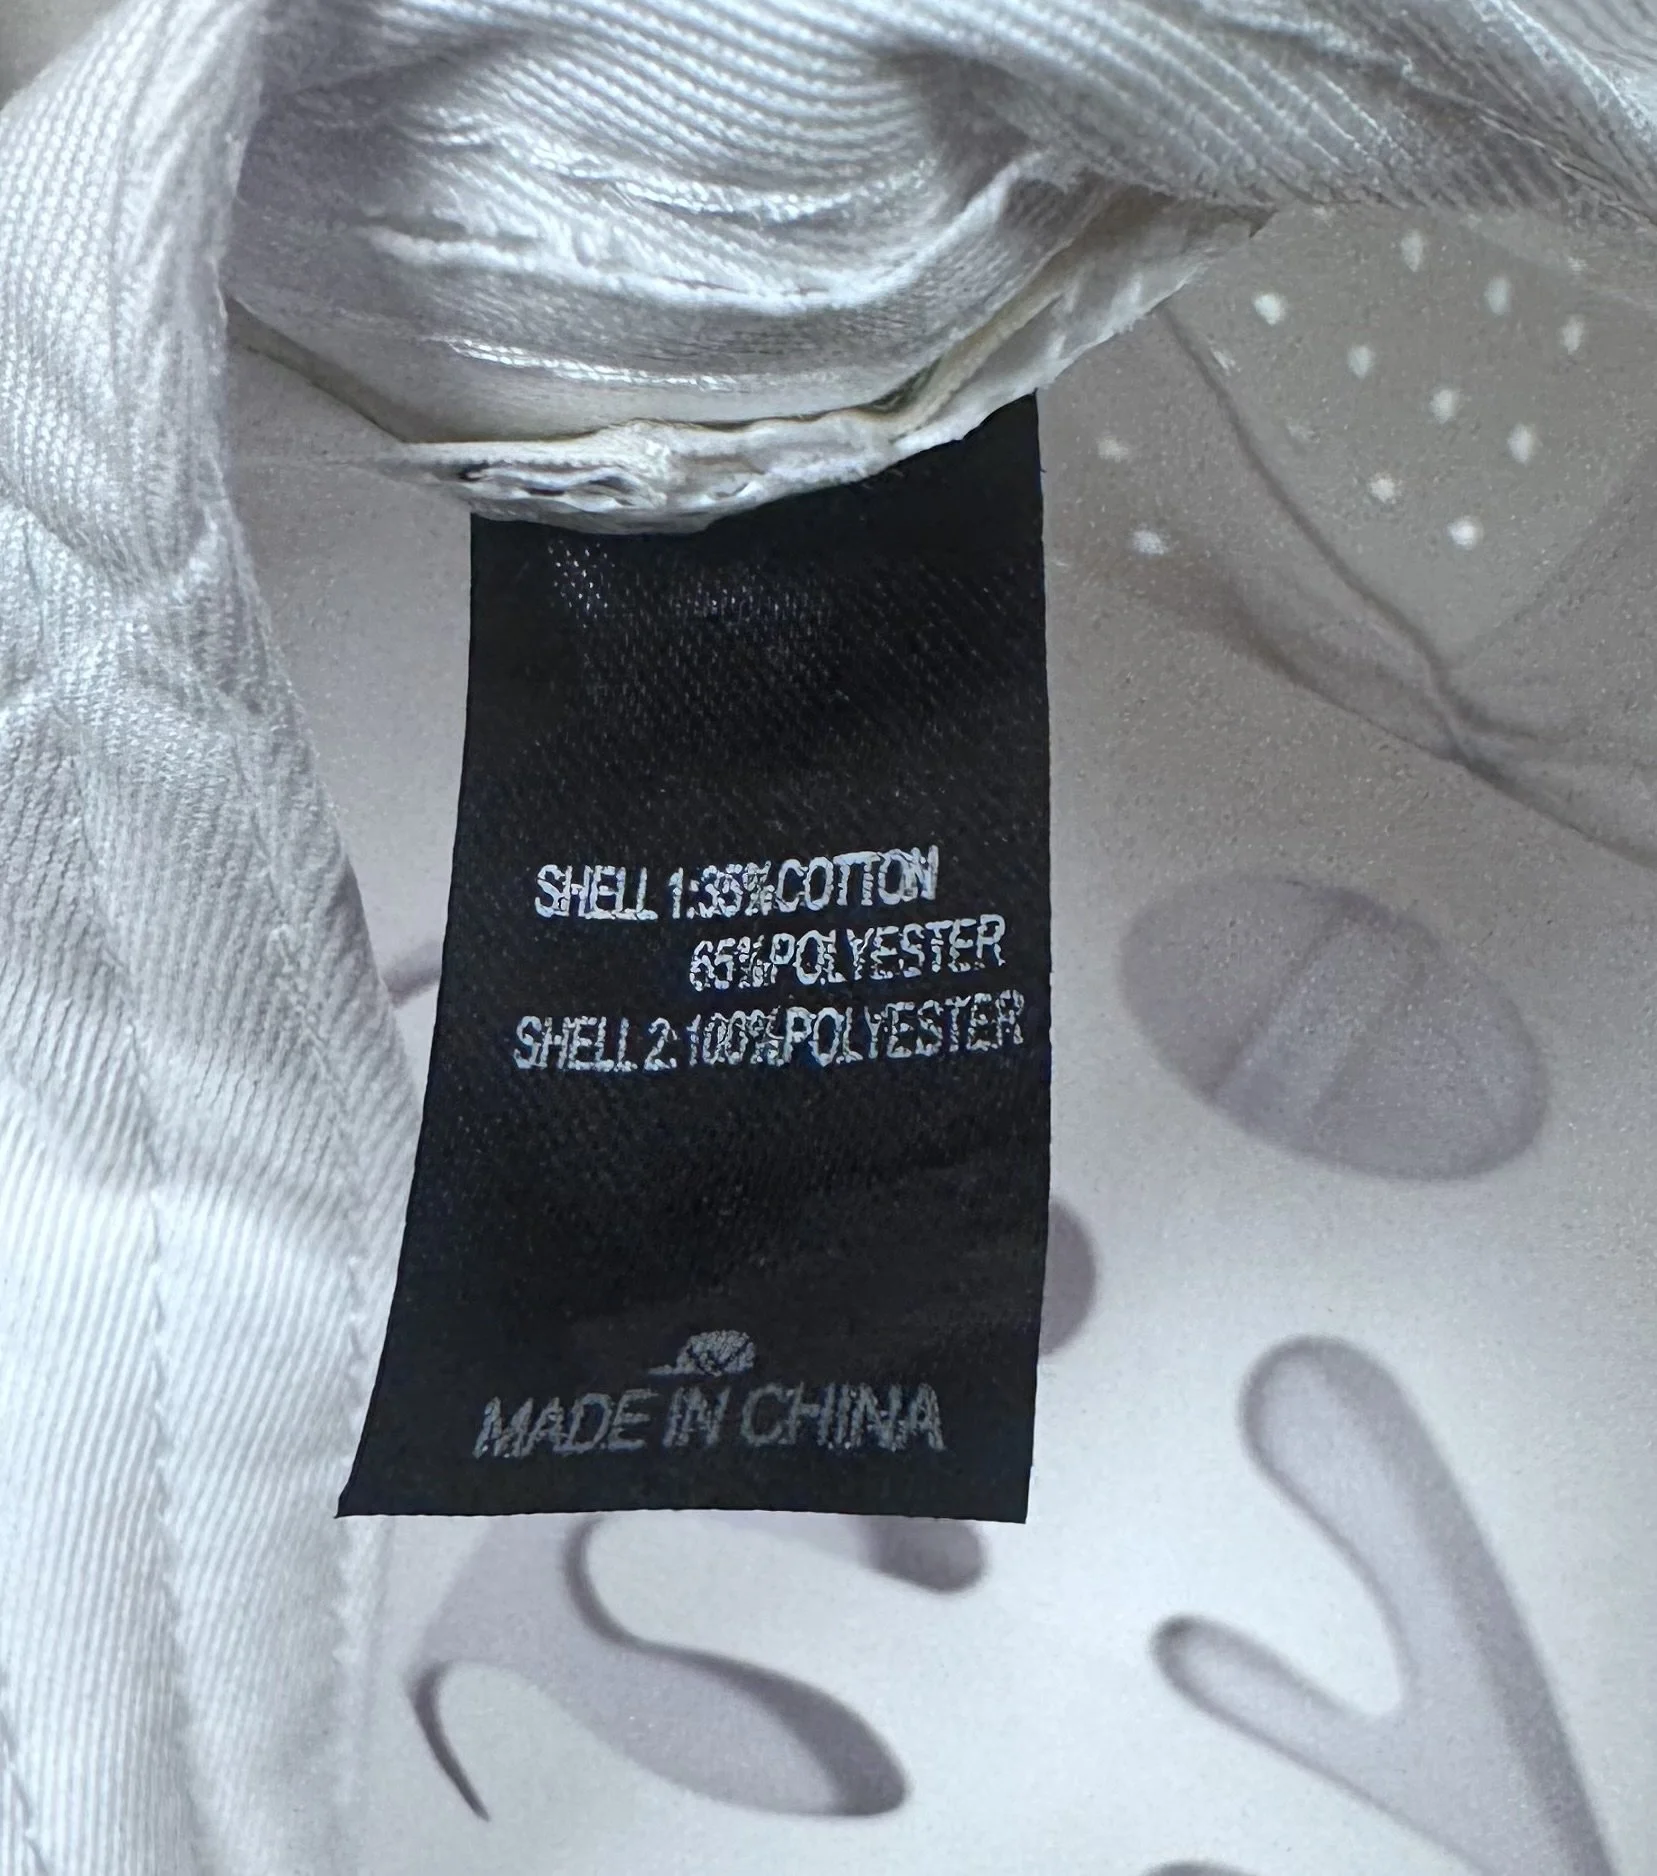 SHELL 1:35%COTTON
65%POLYESTER
SHELL 2:100%POLYESTER
MADE IN CHINA